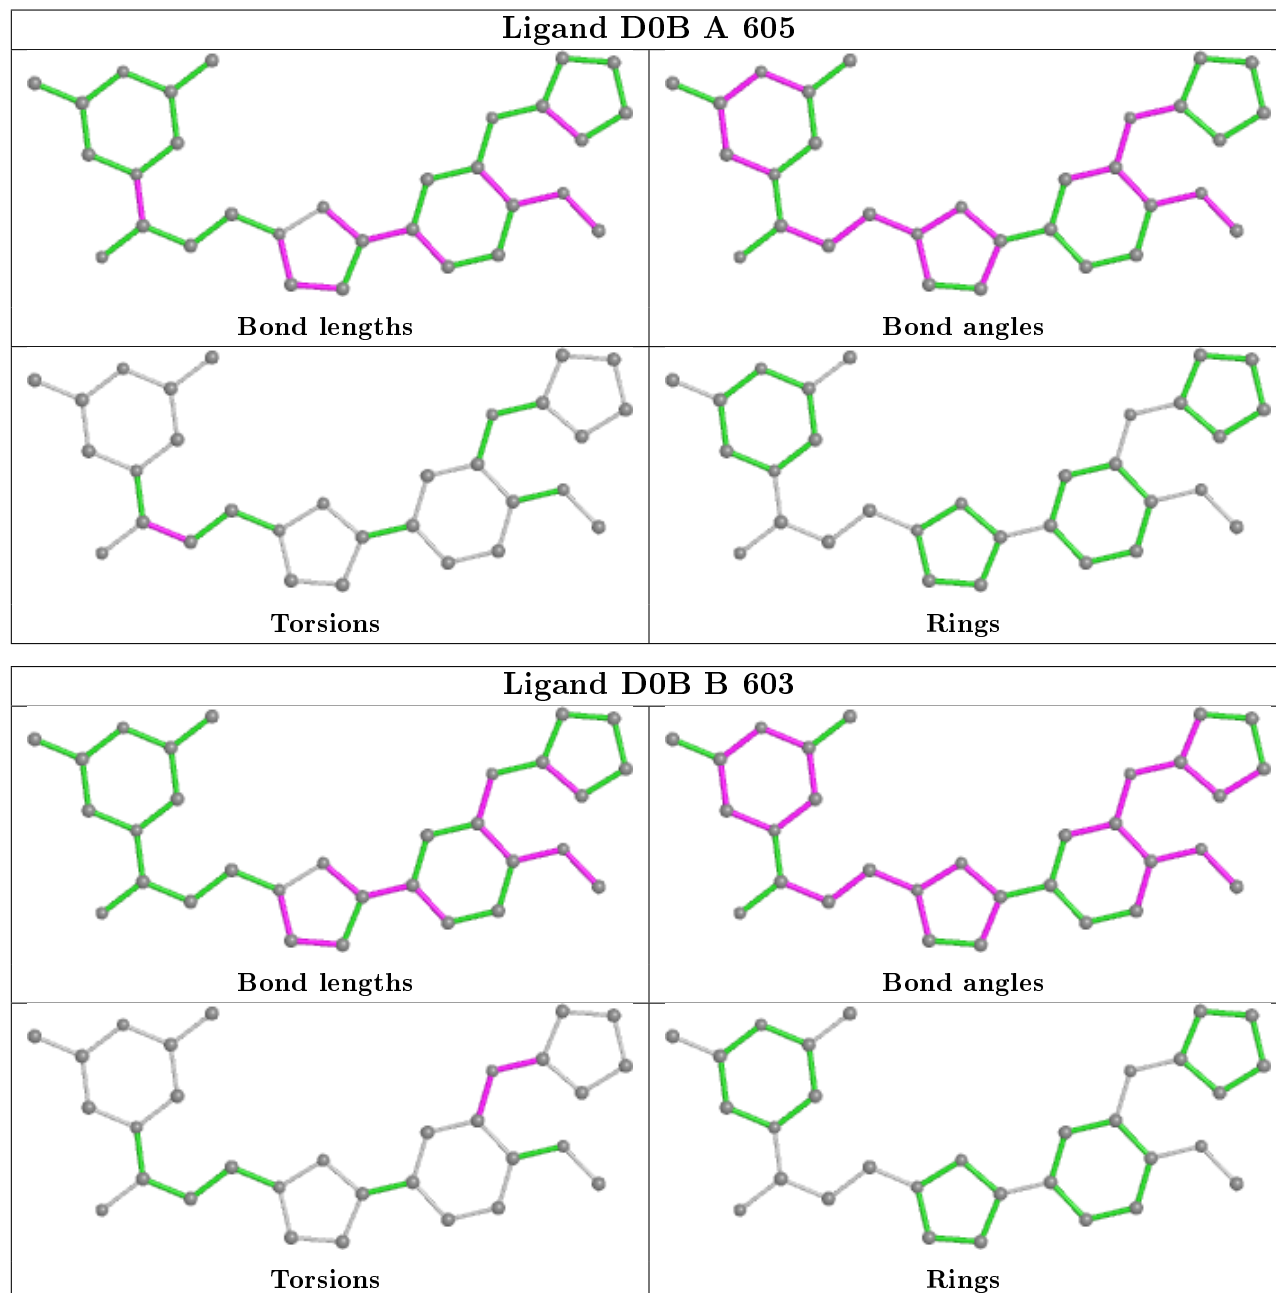 Ligand D0B A 605
Bond lengths
Bond angles
Torsions
Rings
Ligand D0B B 603
Bond lengths
Bond angles
Torsions
Rings